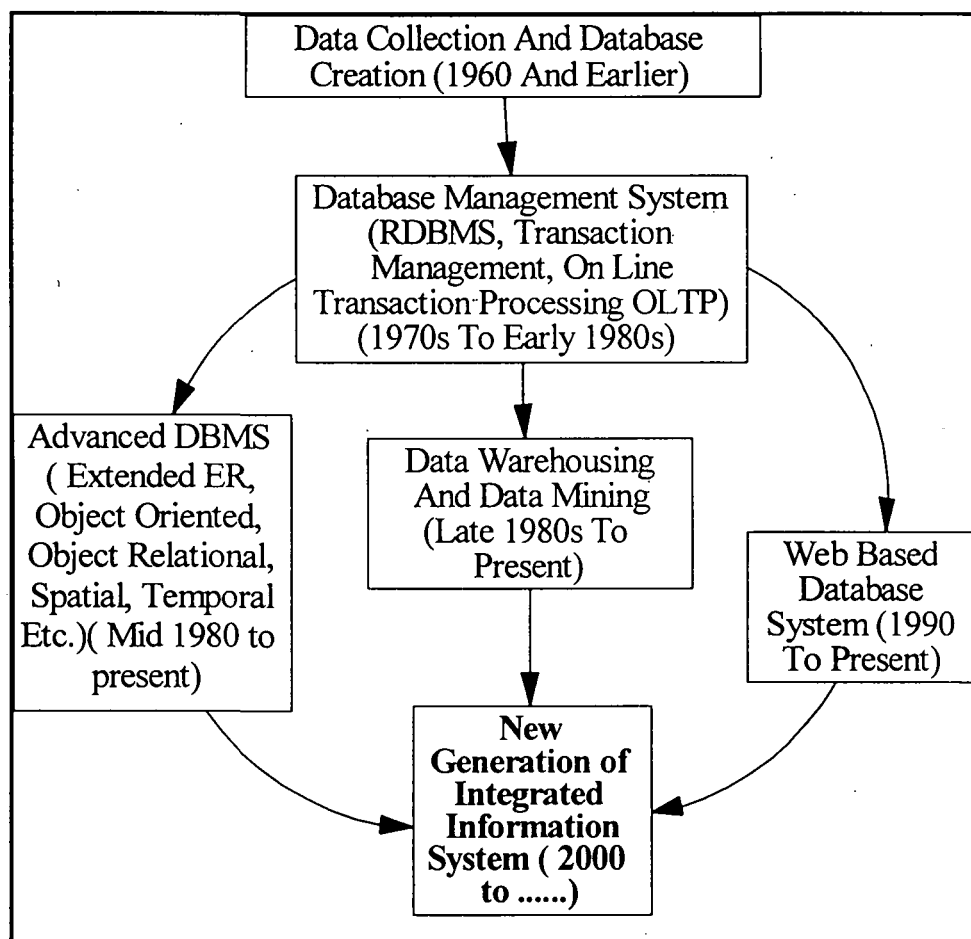 Data Collection And Database
Creation (1960 And Earlier)
Database Management System
(RDBMS, Transaction
Management, On Line
Transaction Processing OLTP)
(1970s To Early 1980s)
Advanced DBMS
( Extended ER,
Object Oriented,
Object Relational,
Spatial, Temporal
Etc.)( Mid 1980 to
present)
Data Warehousing
And Data Mining
(Late 1980s To
Present)
Web Based
Database
System (1990
To Present)
New
Generation of
Integrated
Information
System ( 2000
to ......)